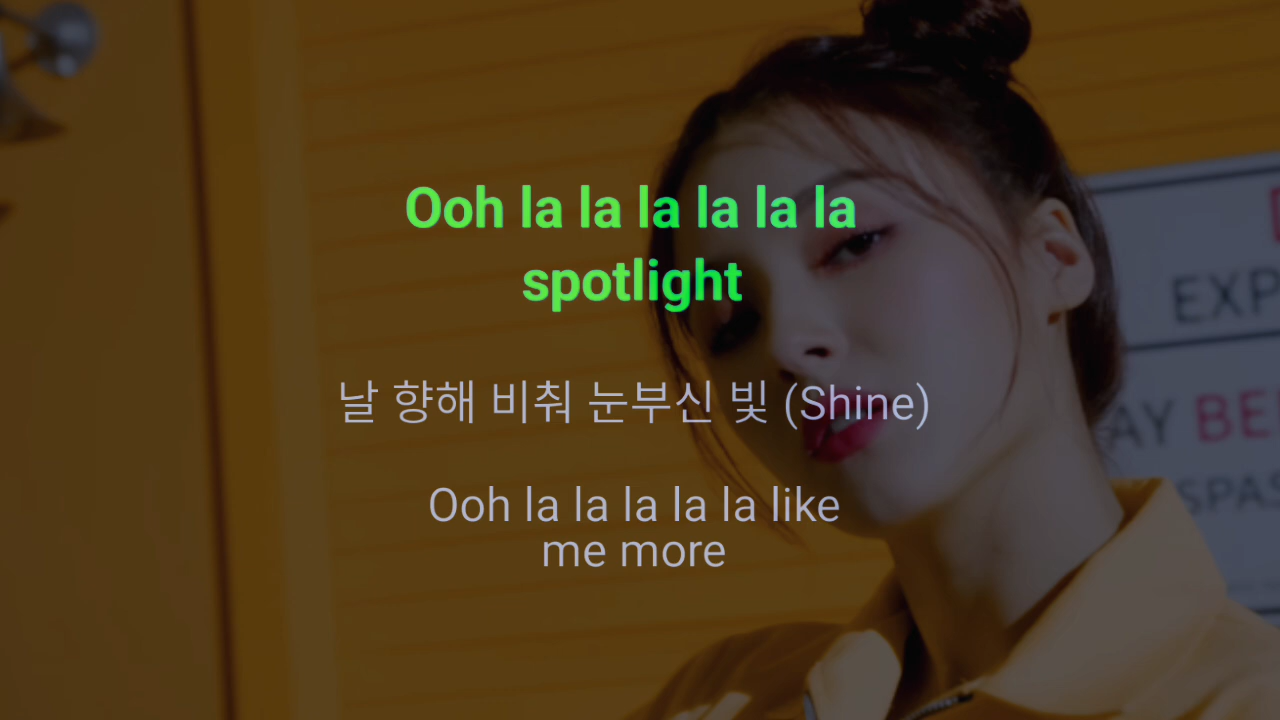 Ooh la la la la la la
spotlight
날 향해 비춰 눈부신 빛 (Shine)
Ooh la la la la la like
me more
EXP
AY BE
SPAS